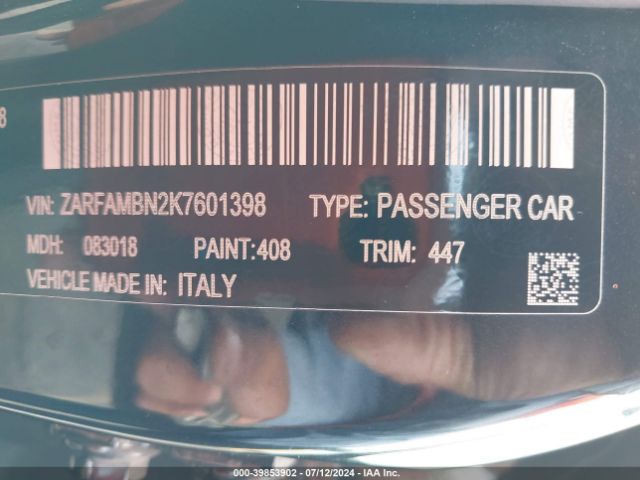 8
VIN: ZARFAMBN2K7601398 TYPE: PASSENGER CAR
MDH: 083018 PAINT:408 TRIM: 447
VEHICLE MADE IN: ITALY
000-39853902 - 07/12/2024 - IAA Inc.